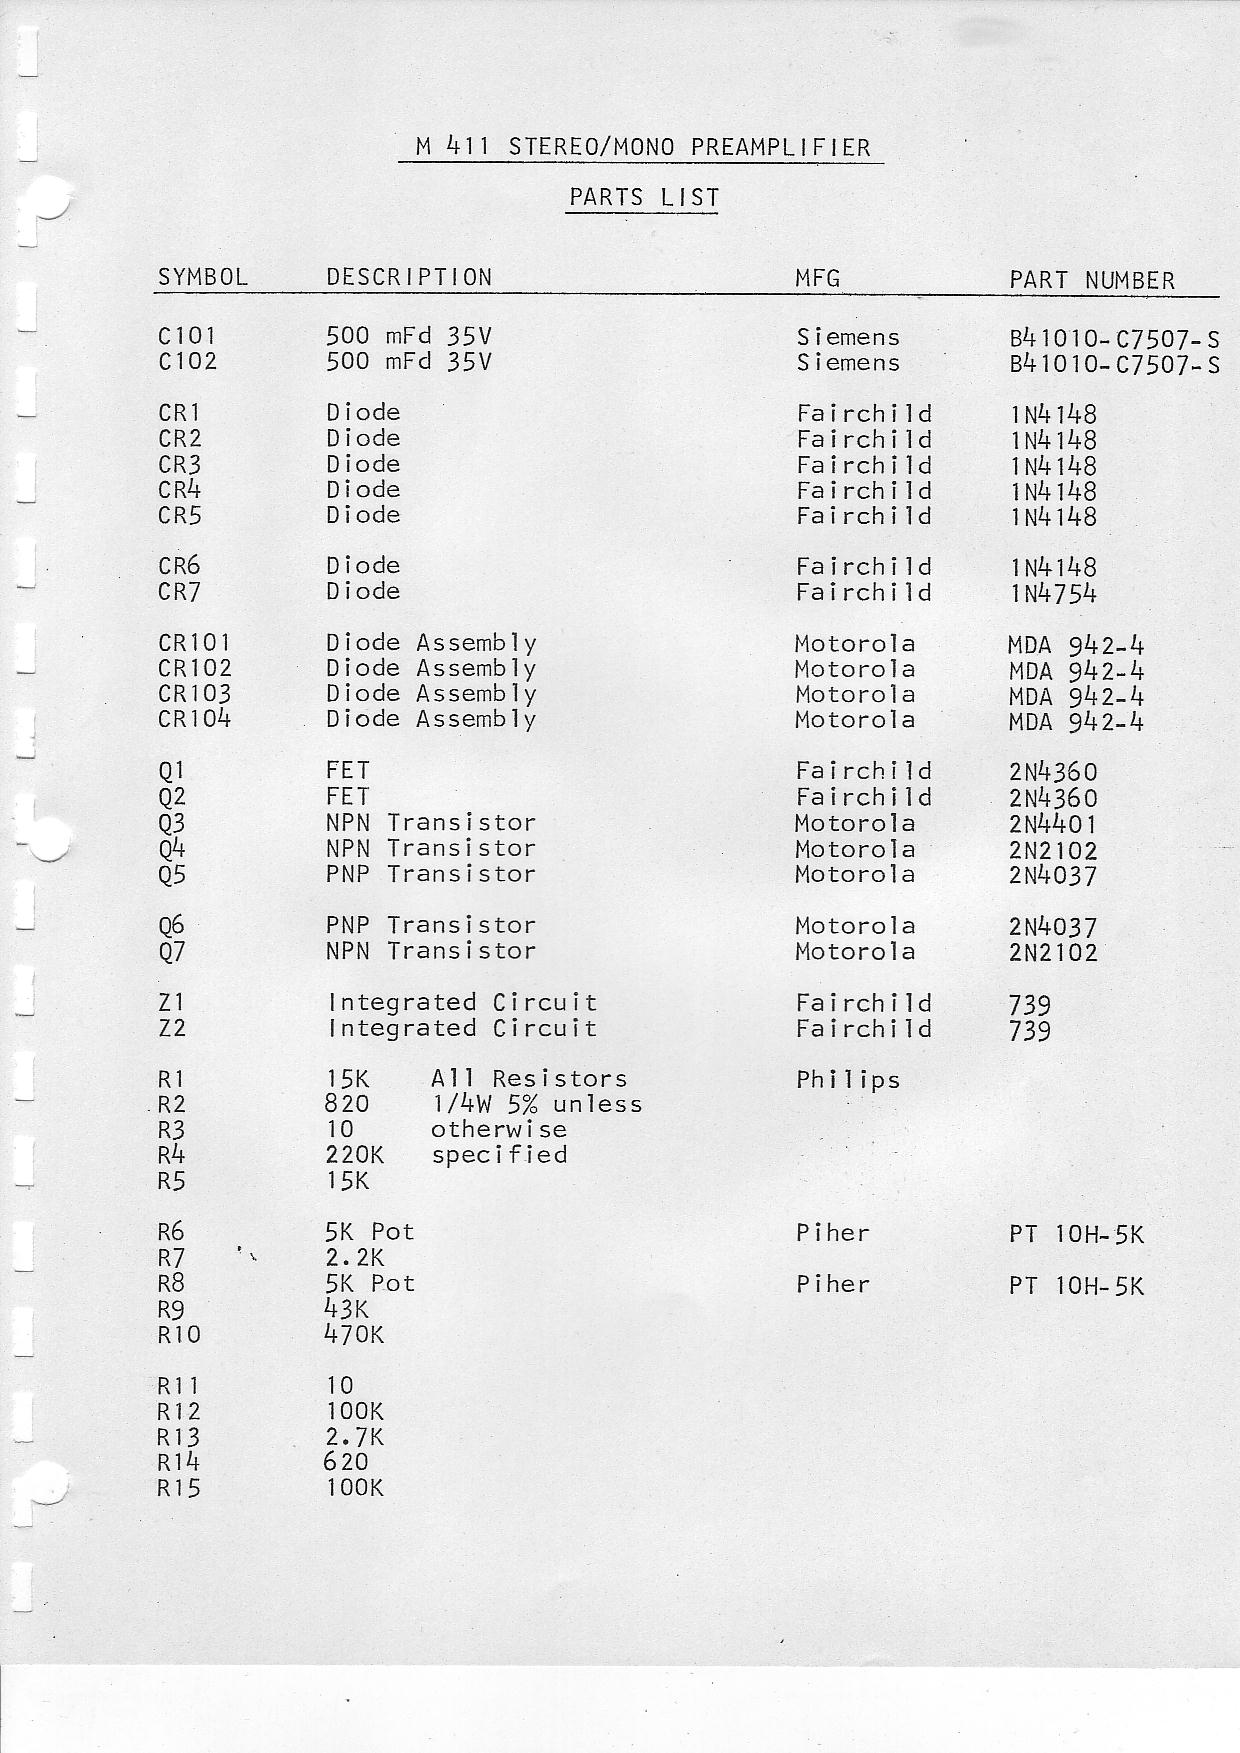 M 411 STEREO/MONO PREAMPLIFIER
PARTS LIST
SYMBOL DESCRIPTION MFG PART NUMBER
C101 500 mFd 35V Siemens B41010-C7507-S
C102 500 mFd 35V Siemens B41010-C7507-S
CR1 Diode Fairchild 1N4148
CR2 Diode Fairchild 1N4148
CR3 Diode Fairchild 1N4148
CR4 Diode Fairchild 1N4148
CR5 Diode Fairchild 1N4148
CR6 Diode Fairchild 1N4148
CR7 Diode Fairchild 1N4754
CR101 Diode Assembly Motorola MDA 942-4
CR102 Diode Assembly Motorola MDA 942-4
CR103 Diode Assembly Motorola MDA 942-4
CR104 Diode Assembly Motorola MDA 942-4
Q1 FET Fairchild 2N4360
Q2 FET Fairchild 2N4360
Q3 NPN Transistor Motorola 2N4401
Q4 NPN Transistor Motorola 2N2102
Q5 PNP Transistor Motorola 2N4037
Q6 PNP Transistor Motorola 2N4037
Q7 NPN Transistor Motorola 2N2102
Z1 Integrated Circuit Fairchild 739
Z2 Integrated Circuit Fairchild 739
R1 15K All Resistors Philips
R2 820 1/4W 5% unless
R3 10 otherwise
R4 220K specified
R5 15K
R6 5K Pot Piher PT 10H-5K
R7 2.2K
R8 5K Pot Piher PT 10H-5K
R9 43K
R10 470K
R11 10
R12 100K
R13 2.7K
R14 620
R15 100K